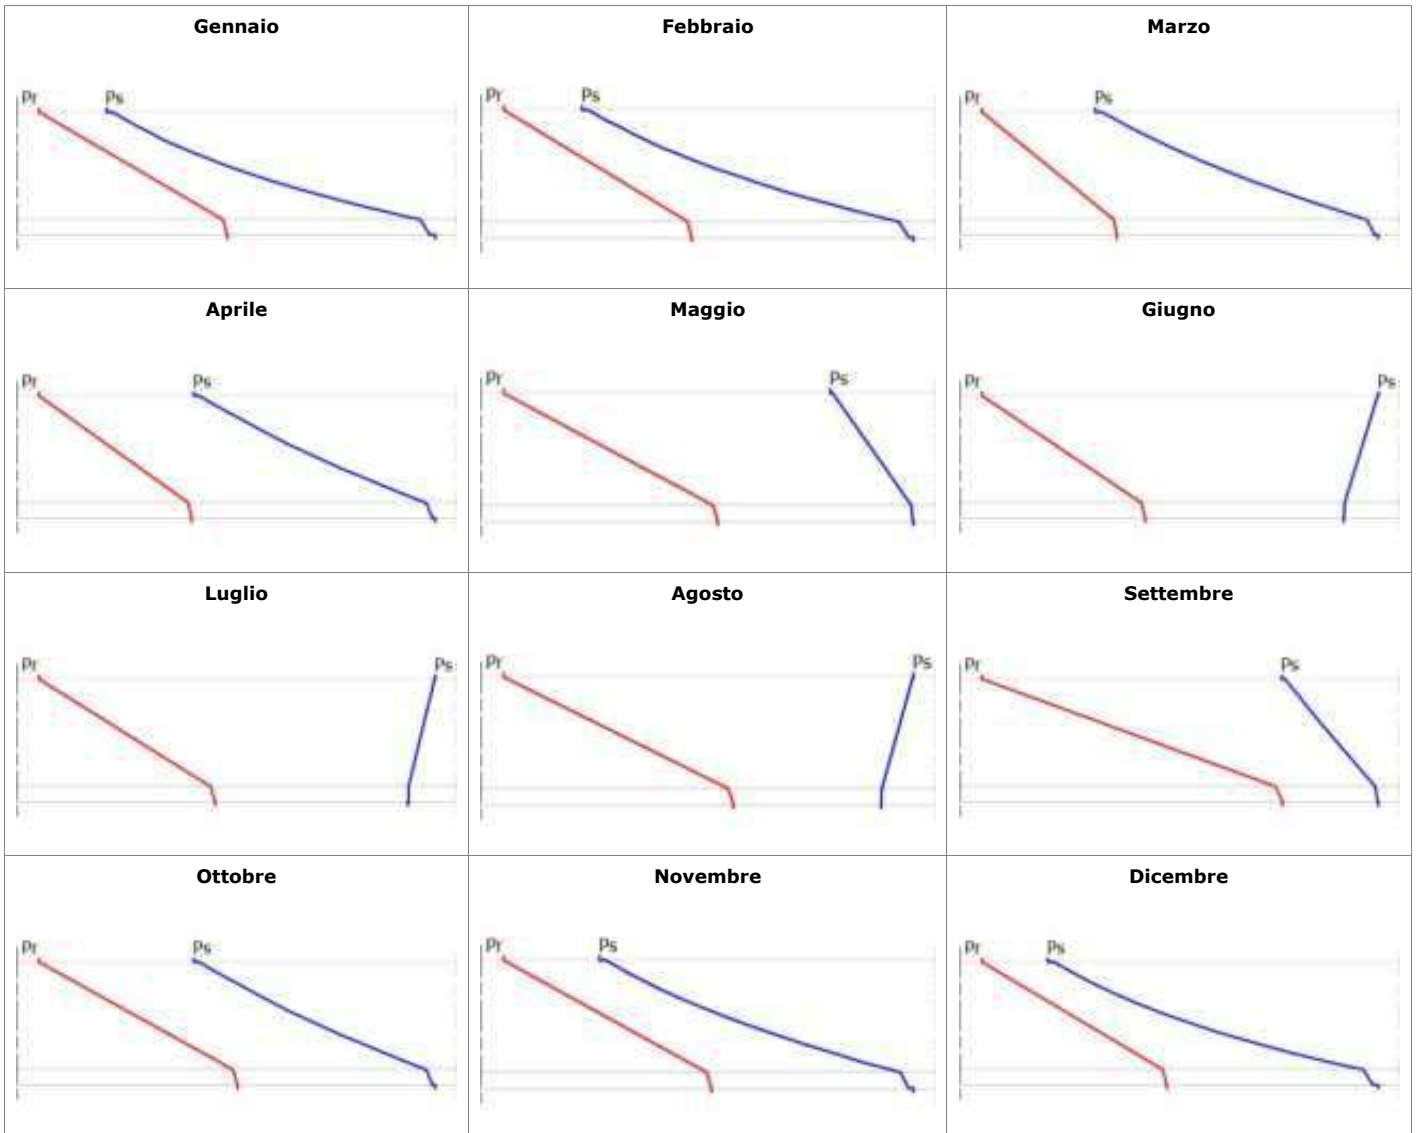 Gennaio
Febbraio
Marzo
Pr Ps
Pr Ps
Pr Ps
Aprile
Maggio
Giugno
Pr Ps
Pr Ps
Pr Ps
Luglio
Agosto
Settembre
Pr Ps
Pr Ps
Pr Ps
Ottobre
Novembre
Dicembre
Pr Ps
Pr Ps
Pr Ps